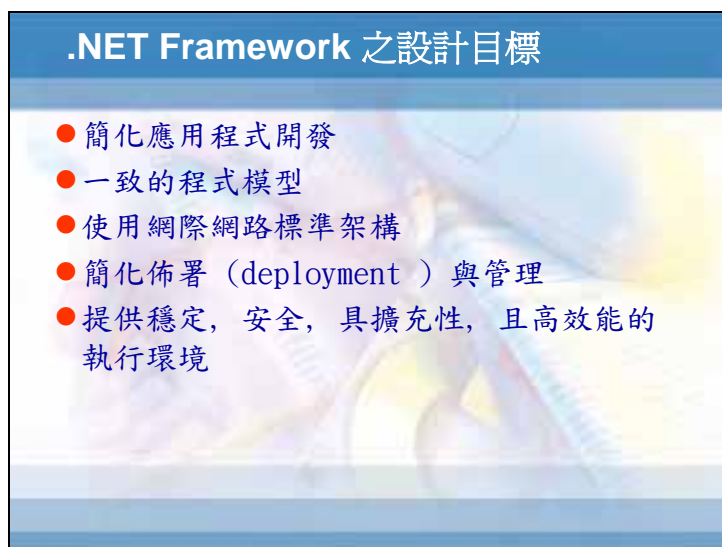 .NET Framework 之設計目標
●簡化應用程式開發
●一致的程式模型
●使用網際網路標準架構
●簡化佈署 (deployment ) 與管理
●提供穩定, 安全, 具擴充性, 且高效能的
執行環境